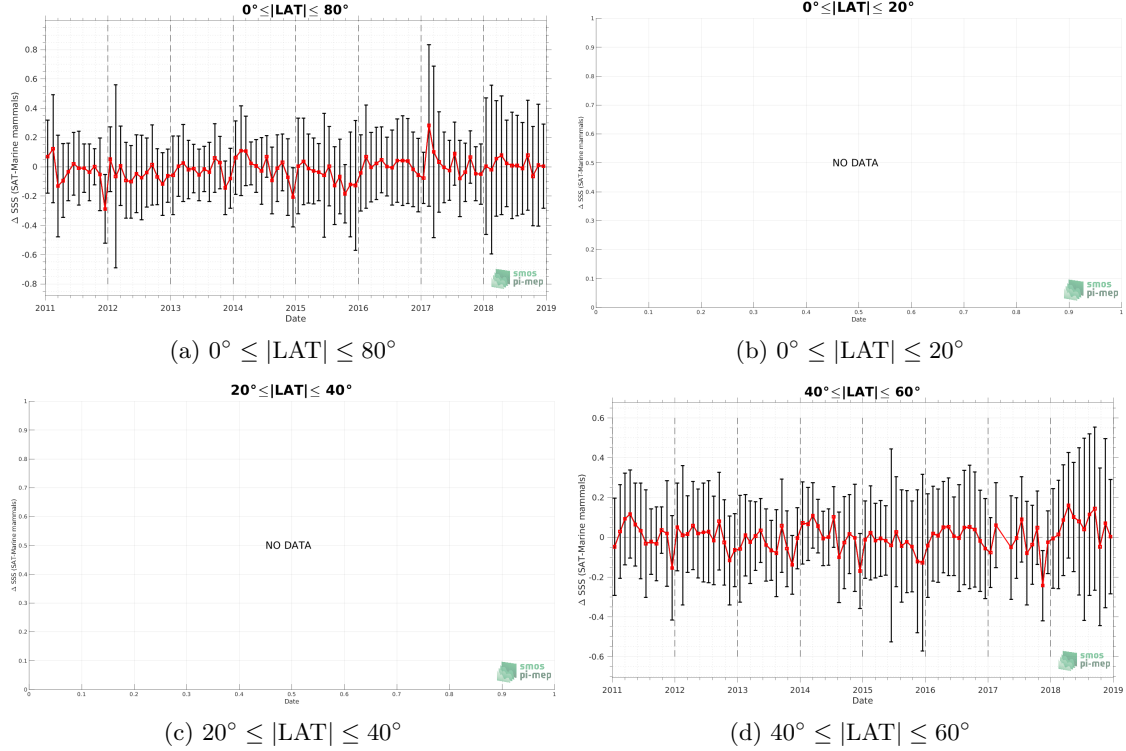 0°≤|LAT|≤ 80°
Δ SSS (SAT-Marine mammals)
0.8
0.6
0.4
0.2
0
-0.2
-0.4
-0.6
-0.8
2011 2012 2013 2014 2015 2016 2017 2018 2019
Date
smos
pi-mep
(a) 0° ≤ |LAT| ≤ 80°
0°≤|LAT|≤ 20°
Δ SSS (SAT-Marine mammals)
1
0.9
0.8
0.7
0.6
0.5
0.4
0.3
0.2
0.1
0
NO DATA
0 0.1 0.2 0.3 0.4 0.5 0.6 0.7 0.8 0.9 1
Date
smos
pi-mep
(b) 0° ≤ |LAT| ≤ 20°
20°≤|LAT|≤ 40°
Δ SSS (SAT-Marine mammals)
1
0.9
0.8
0.7
0.6
0.5
0.4
0.3
0.2
0.1
0
NO DATA
0 0.1 0.2 0.3 0.4 0.5 0.6 0.7 0.8 0.9 1
Date
smos
pi-mep
(c) 20° ≤ |LAT| ≤ 40°
40°≤|LAT|≤ 60°
Δ SSS (SAT-Marine mammals)
0.6
0.4
0.2
0
-0.2
-0.4
-0.6
2011 2012 2013 2014 2015 2016 2017 2018 2019
Date
smos
pi-mep
(d) 40° ≤ |LAT| ≤ 60°